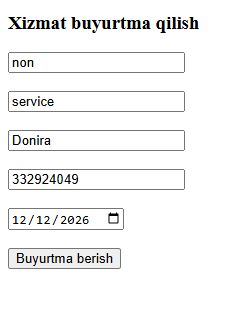 Xizmat buyurtma qilish
non
service
Donira
332924049
12/12/2026
Buyurtma berish